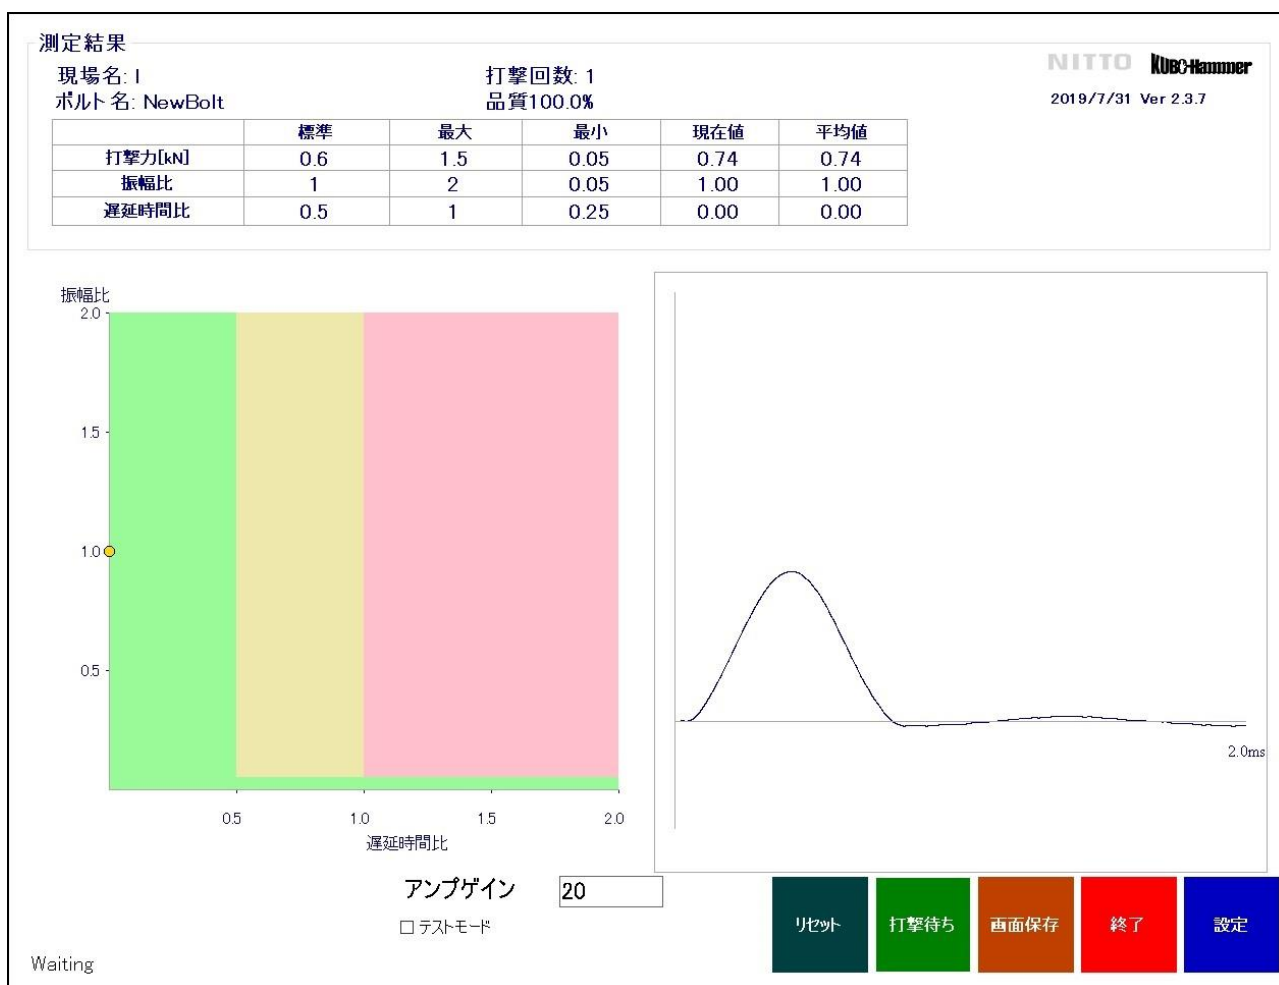 測定結果
現場名: I
打撃回数: 1
NITTO KUBO-Hammer
ボルト名: NewBolt
品質100.0%
2019/7/31 Ver 2.3.7
標準 最大 最小 現在値 平均値
打撃力[kN] 0.6 1.5 0.05 0.74 0.74
振幅比 1 2 0.05 1.00 1.00
遅延時間比 0.5 1 0.25 0.00 0.00
振幅比
2.0
1.5
1.0
0.5
0.5 1.0 1.5 2.0
遅延時間比
2.0ms
アンプゲイン 20
テストモード
リセット 打撃待ち 画面保存 終了 設定
Waiting